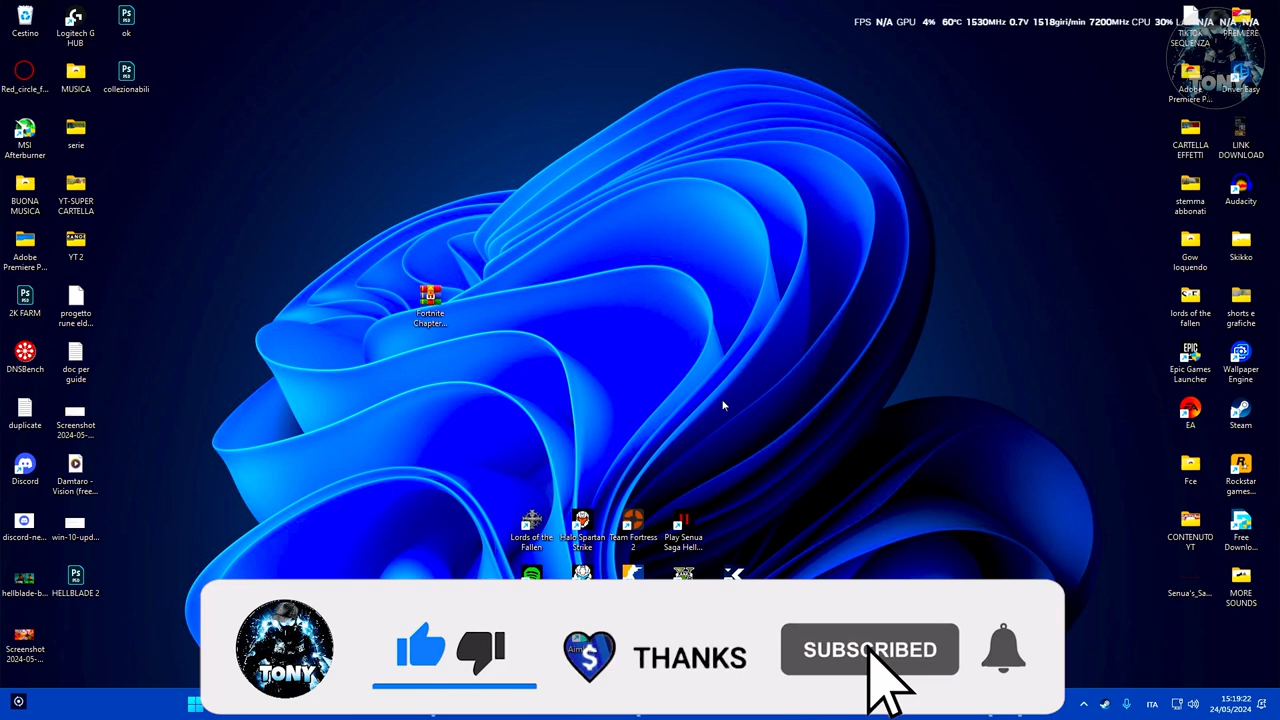 FPS N/A GPU 4% 60°C 1530MHz 0.7V 1518giri/min 7200MHz CPU 30%
N/A N/A N/A
Cestino
Logitech G
HUB
ok
Red_circle_f...
MUSICA
collezionabili
MSI
Afterburner
serie
BUONA
MUSICA
YT-SUPER
CARTELLA
Adobe
Premiere P...
YT 2
2K FARM
progetto
rune eld...
DNSBench
doc per
guide
duplicate
Screenshot
2024-05-...
Discord
Damtaro -
Vision (free...
discord-ne...
win-10-upd...
hellblade-b...
HELLBLADE 2
Screenshot
2024-05-...
Fortnite
Chapter...
Lords of the
Fallen
Halo Spartan
Strike
Team Fortress
2
Play Senua
Saga Hell...
TIKTOK
SEQUENZA
PREMIERE
TONY
Adobe
Premiere P...
Driver Easy
CARTELLA
EFFETTI
LINK
DOWNLOAD
stemma
abbonati
Audacity
Gow
loquendo
Skikko
lords of the
fallen
shorts e
grafiche
Epic Games
Launcher
Wallpaper
Engine
EA
Steam
Fce
Rockstar
games...
CONTENUTO
YT
Free
Downlo...
Senua's_Sa...
MORE
SOUNDS
TONY
THANKS
SUBSCRIBED
ITA
15:19:22
24/05/2024